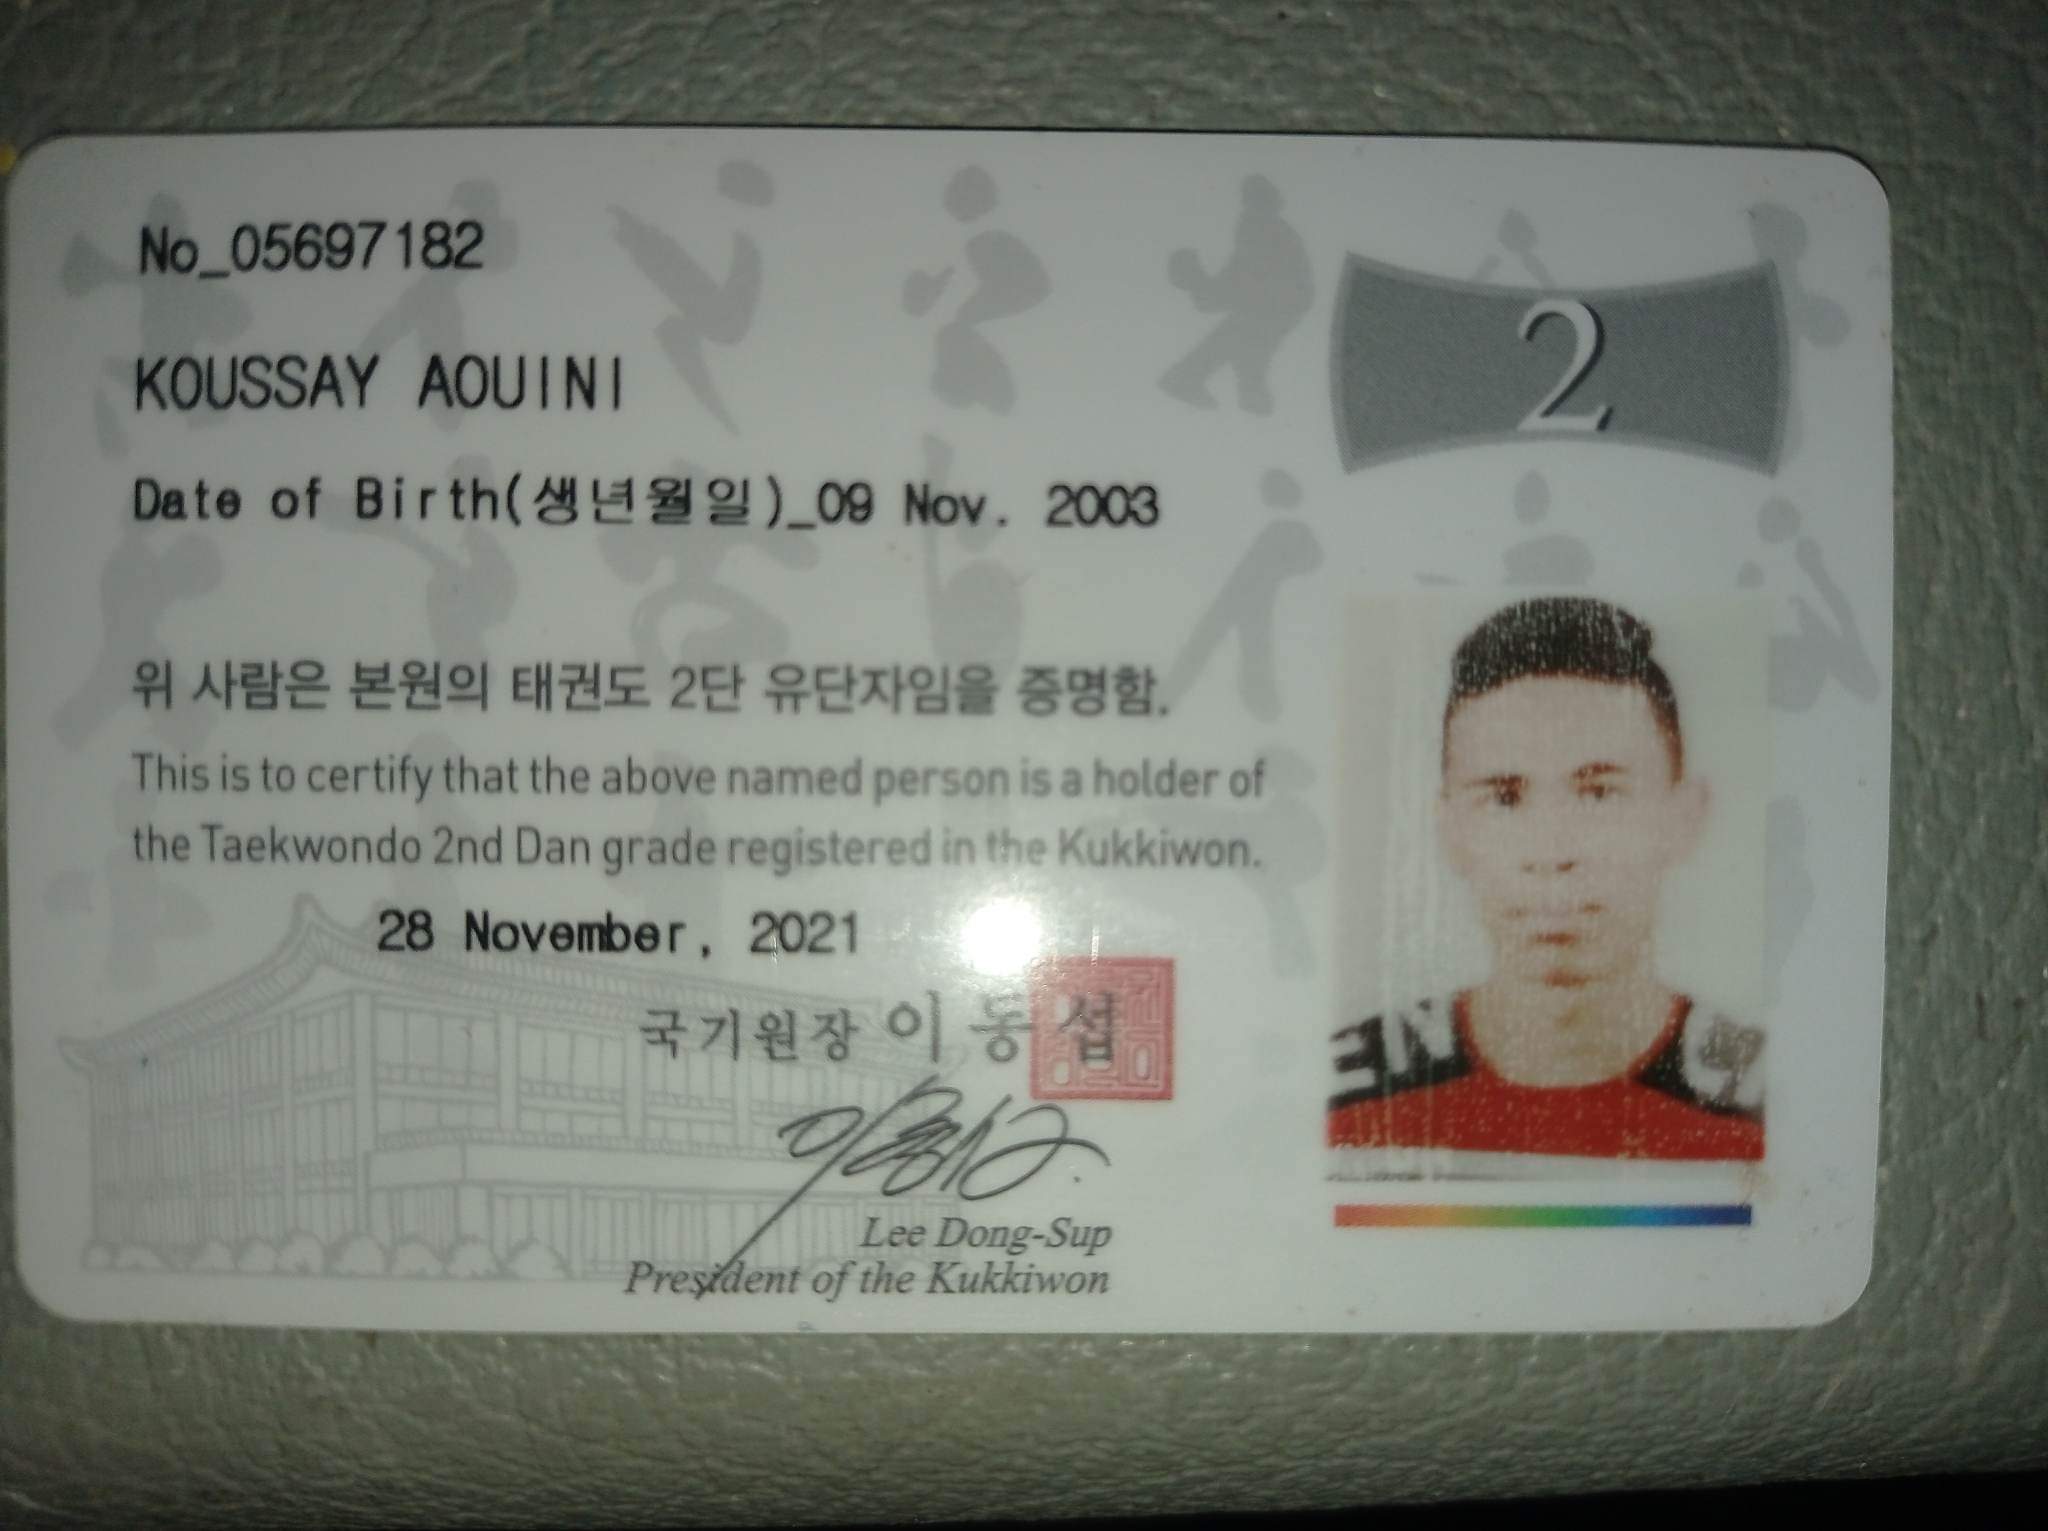 No_05697182
2
KOUSSAY AOUINI
Date of Birth(생년월일)_09 Nov. 2003
위 사람은 본원의 태권도 2단 유단자임을 증명함.
This is to certify that the above named person is a holder of
the Taekwondo 2nd Dan grade registered in the Kukkiwon.
28 November, 2021
국기원장 이동섭
Lee Dong-Sup
President of the Kukkiwon